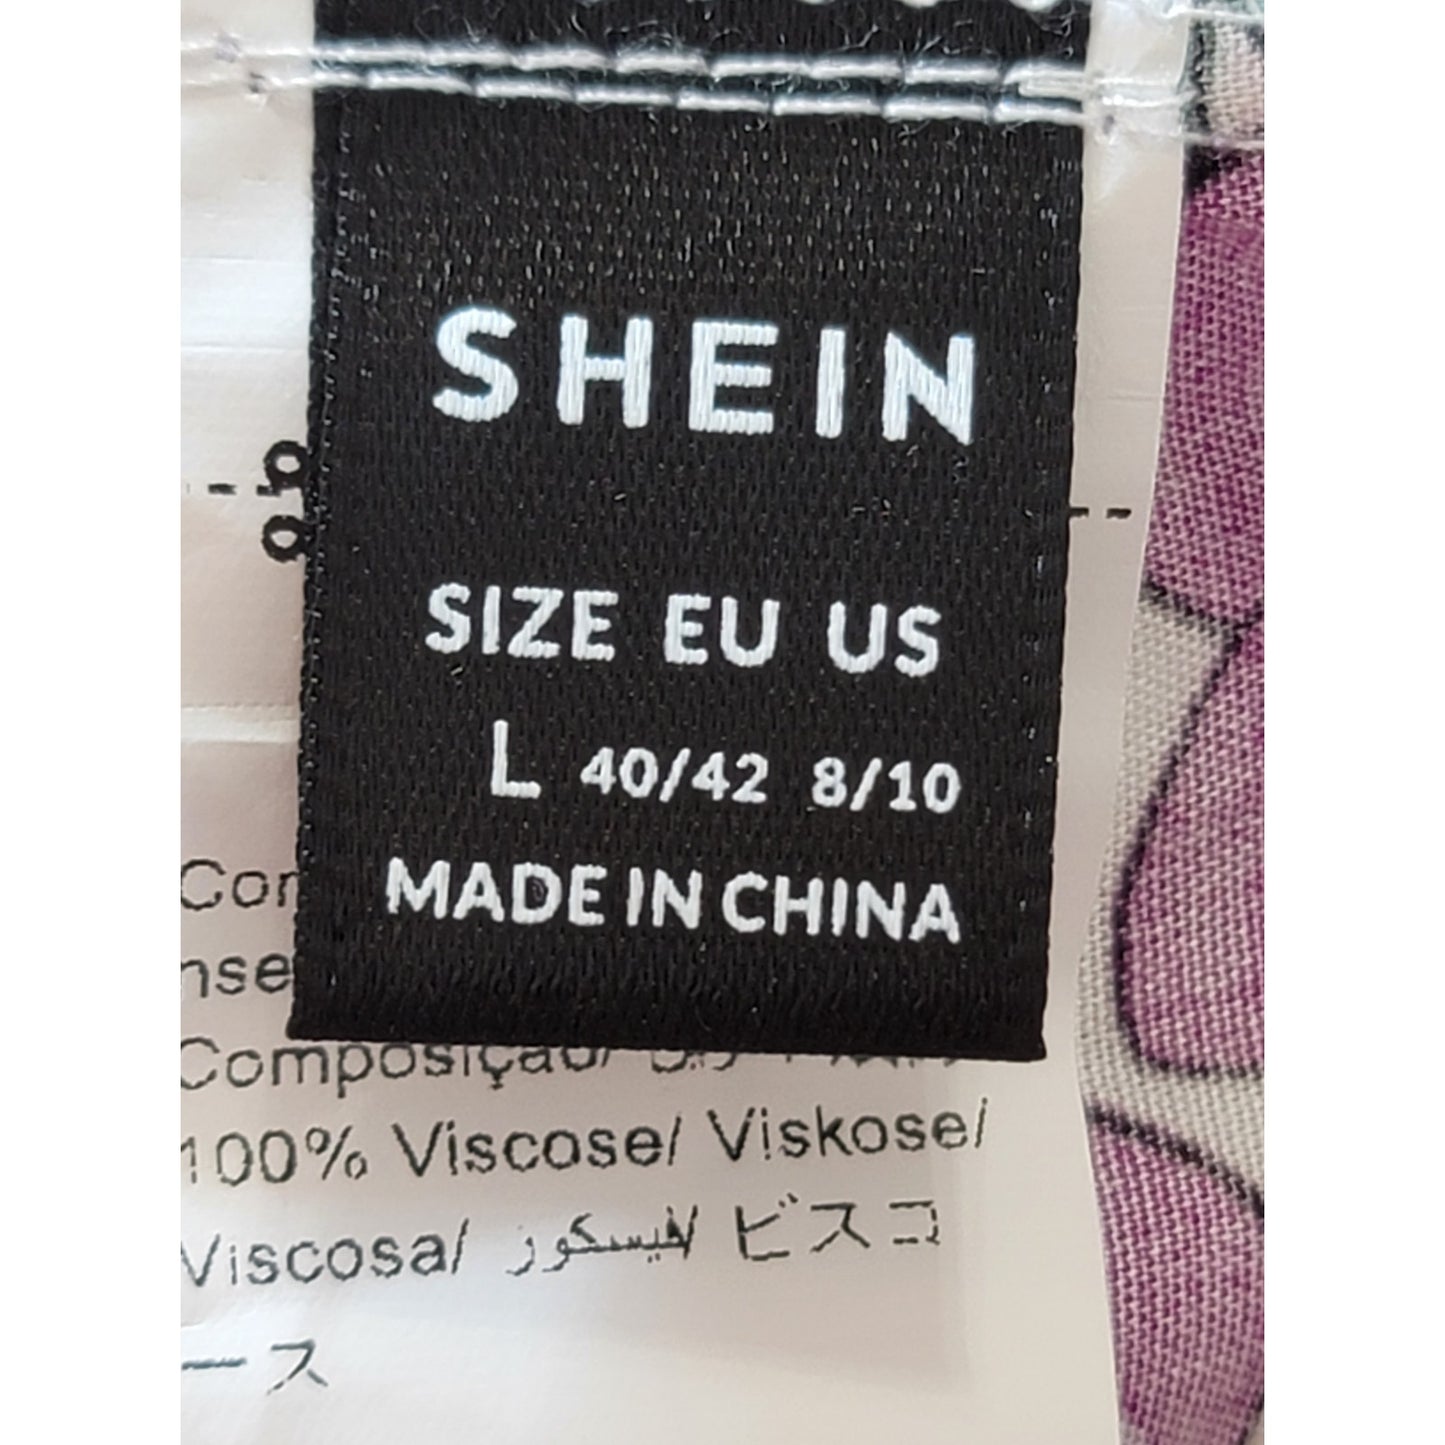 SHEIN
SIZE EU US
L 40/42 8/10
MADE IN CHINA
Composição/
100% Viscose/ Viskose/
Viscosa/ ڤيسكوز ビスコ
ース